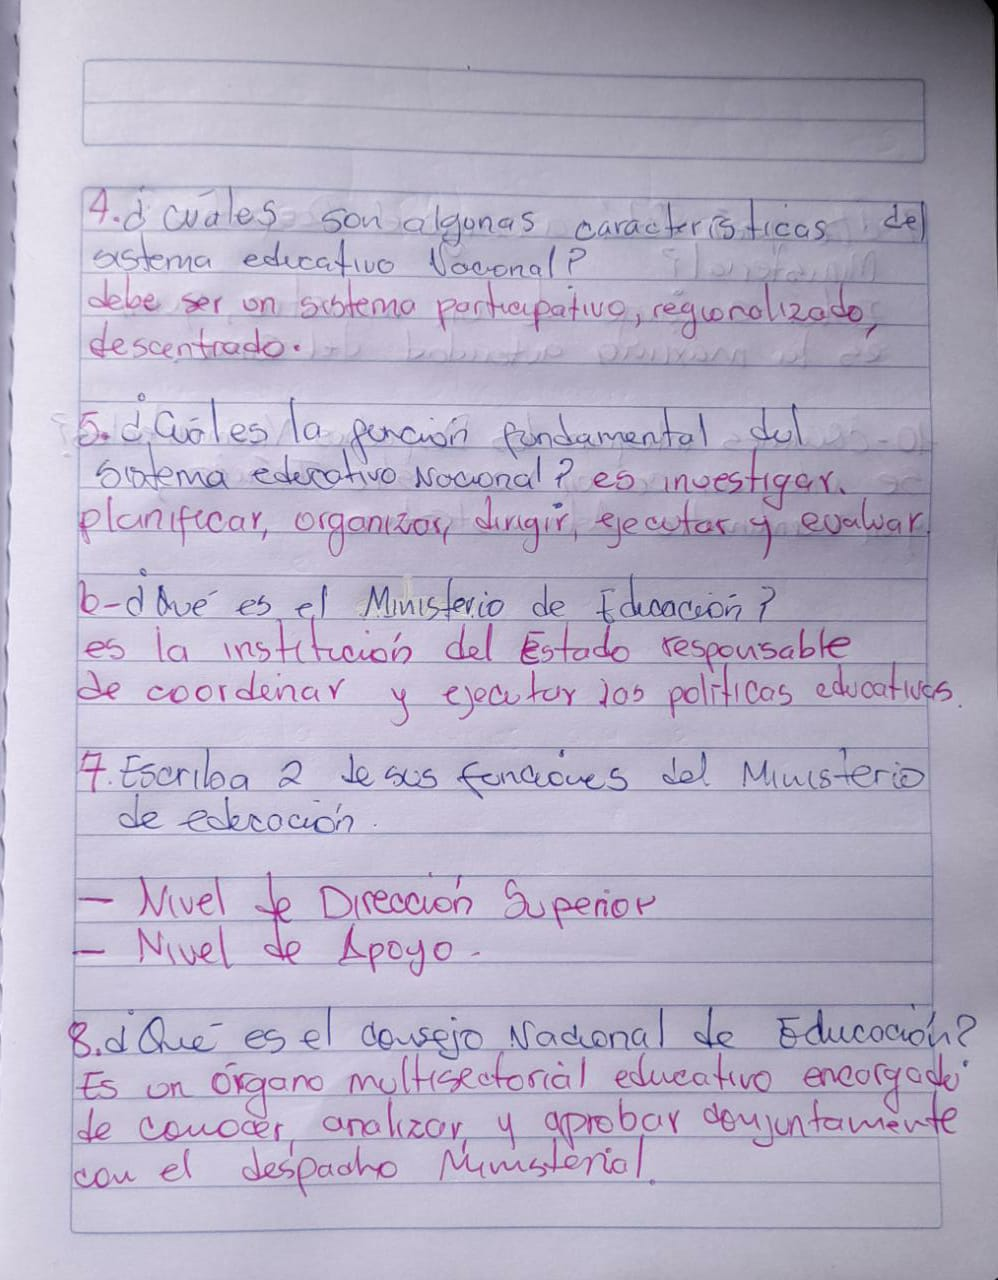 4. ¿cuáles son algunas características del
sistema educativo Nacional?
debe ser un sistema participativo, regionalizado,
descentrado.
5. ¿Cuál es la función fundamental del
Sistema educativo Nacional? es investigar.
planificar, organizar, dirigir, ejecutar y evaluar.
6-¿Qué es el Ministerio de Educación?
es la institución del Estado responsable
de coordenar y ejecutar las políticas educativas.
7. Escriba 2 de sus funciones del Ministerio
de educación.
- Nivel de Dirección Superior
- Nivel de Apoyo.
8. ¿Qué es el consejo Nacional de Educación?
Es un órgano multisectorial educativo encargado
de conocer, analizar, y aprobar conjuntamente
con el despacho Ministerial.